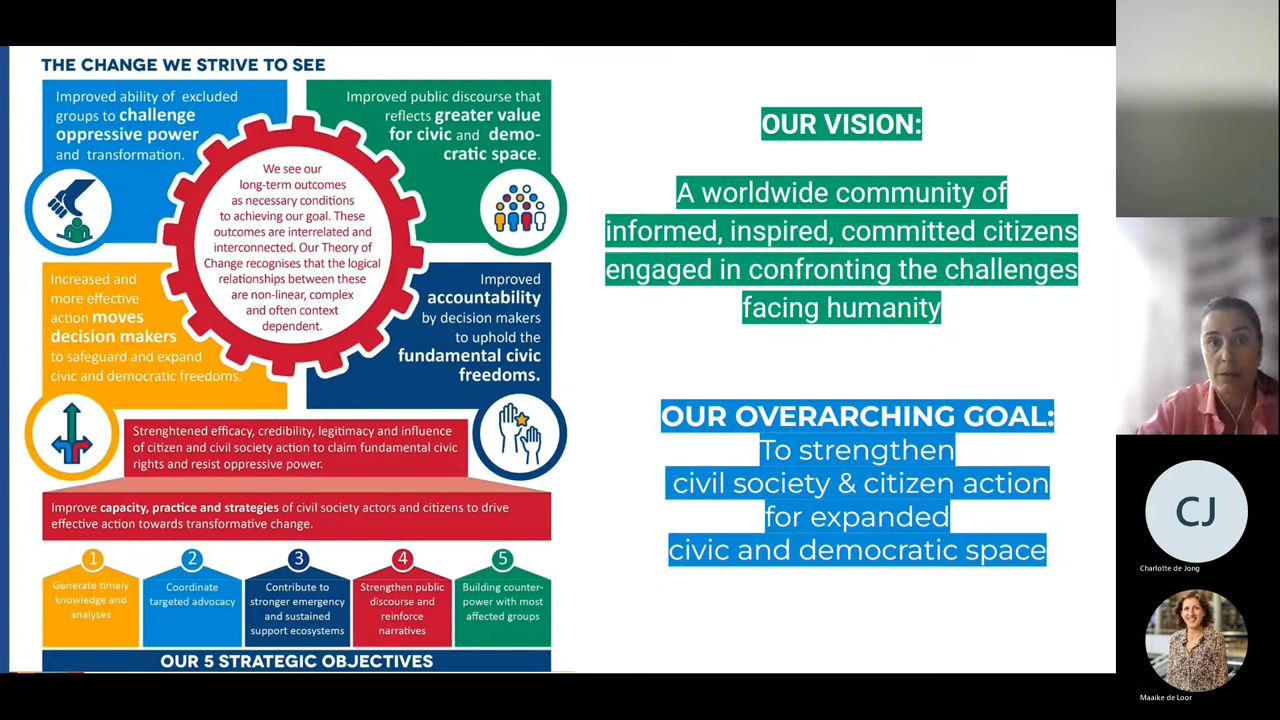 THE CHANGE WE STRIVE TO SEE
Improved ability of excluded
groups to challenge
oppressive power
and transformation.
Improved public discourse that
reflects greater value
for civic and demo-
cratic space.
We see our
long-term outcomes
as necessary conditions
to achieving our goal. These
outcomes are interrelated and
interconnected. Our Theory of
Change recognises that the logical
relationships between these
are non-linear, complex
and often context
dependent.
Increased and
more effective
action moves
decision makers
to safeguard and expand
civic and democratic freedoms.
Improved
accountability
by decision makers
to uphold the
fundamental civic
freedoms.
Strenghtened efficacy, credibility, legitimacy and influence
of citizen and civil society action to claim fundamental civic
rights and resist oppressive power.
Improve capacity, practice and strategies of civil society actors and citizens to drive
effective action towards transformative change.
1
Generate timely
knowledge and
analyses
2
Coordinate
targeted advocacy
3
Contribute to
stronger emergency
and sustained
support ecosystems
4
Strengthen public
discourse and
reinforce
narratives
5
Building counter-
power with most
affected groups
OUR 5 STRATEGIC OBJECTIVES
OUR VISION:
A worldwide community of
informed, inspired, committed citizens
engaged in confronting the challenges
facing humanity
OUR OVERARCHING GOAL:
To strengthen
civil society & citizen action
for expanded
civic and democratic space
CJ
Charlotte de Jong
Maaike de Loor